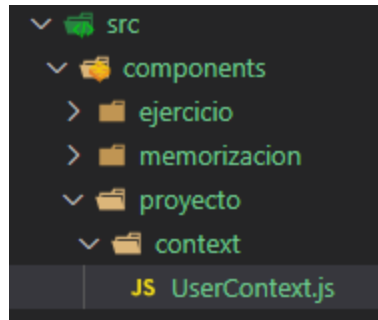 src
components
ejercicio
memorizacion
proyecto
context
JS UserContext.js